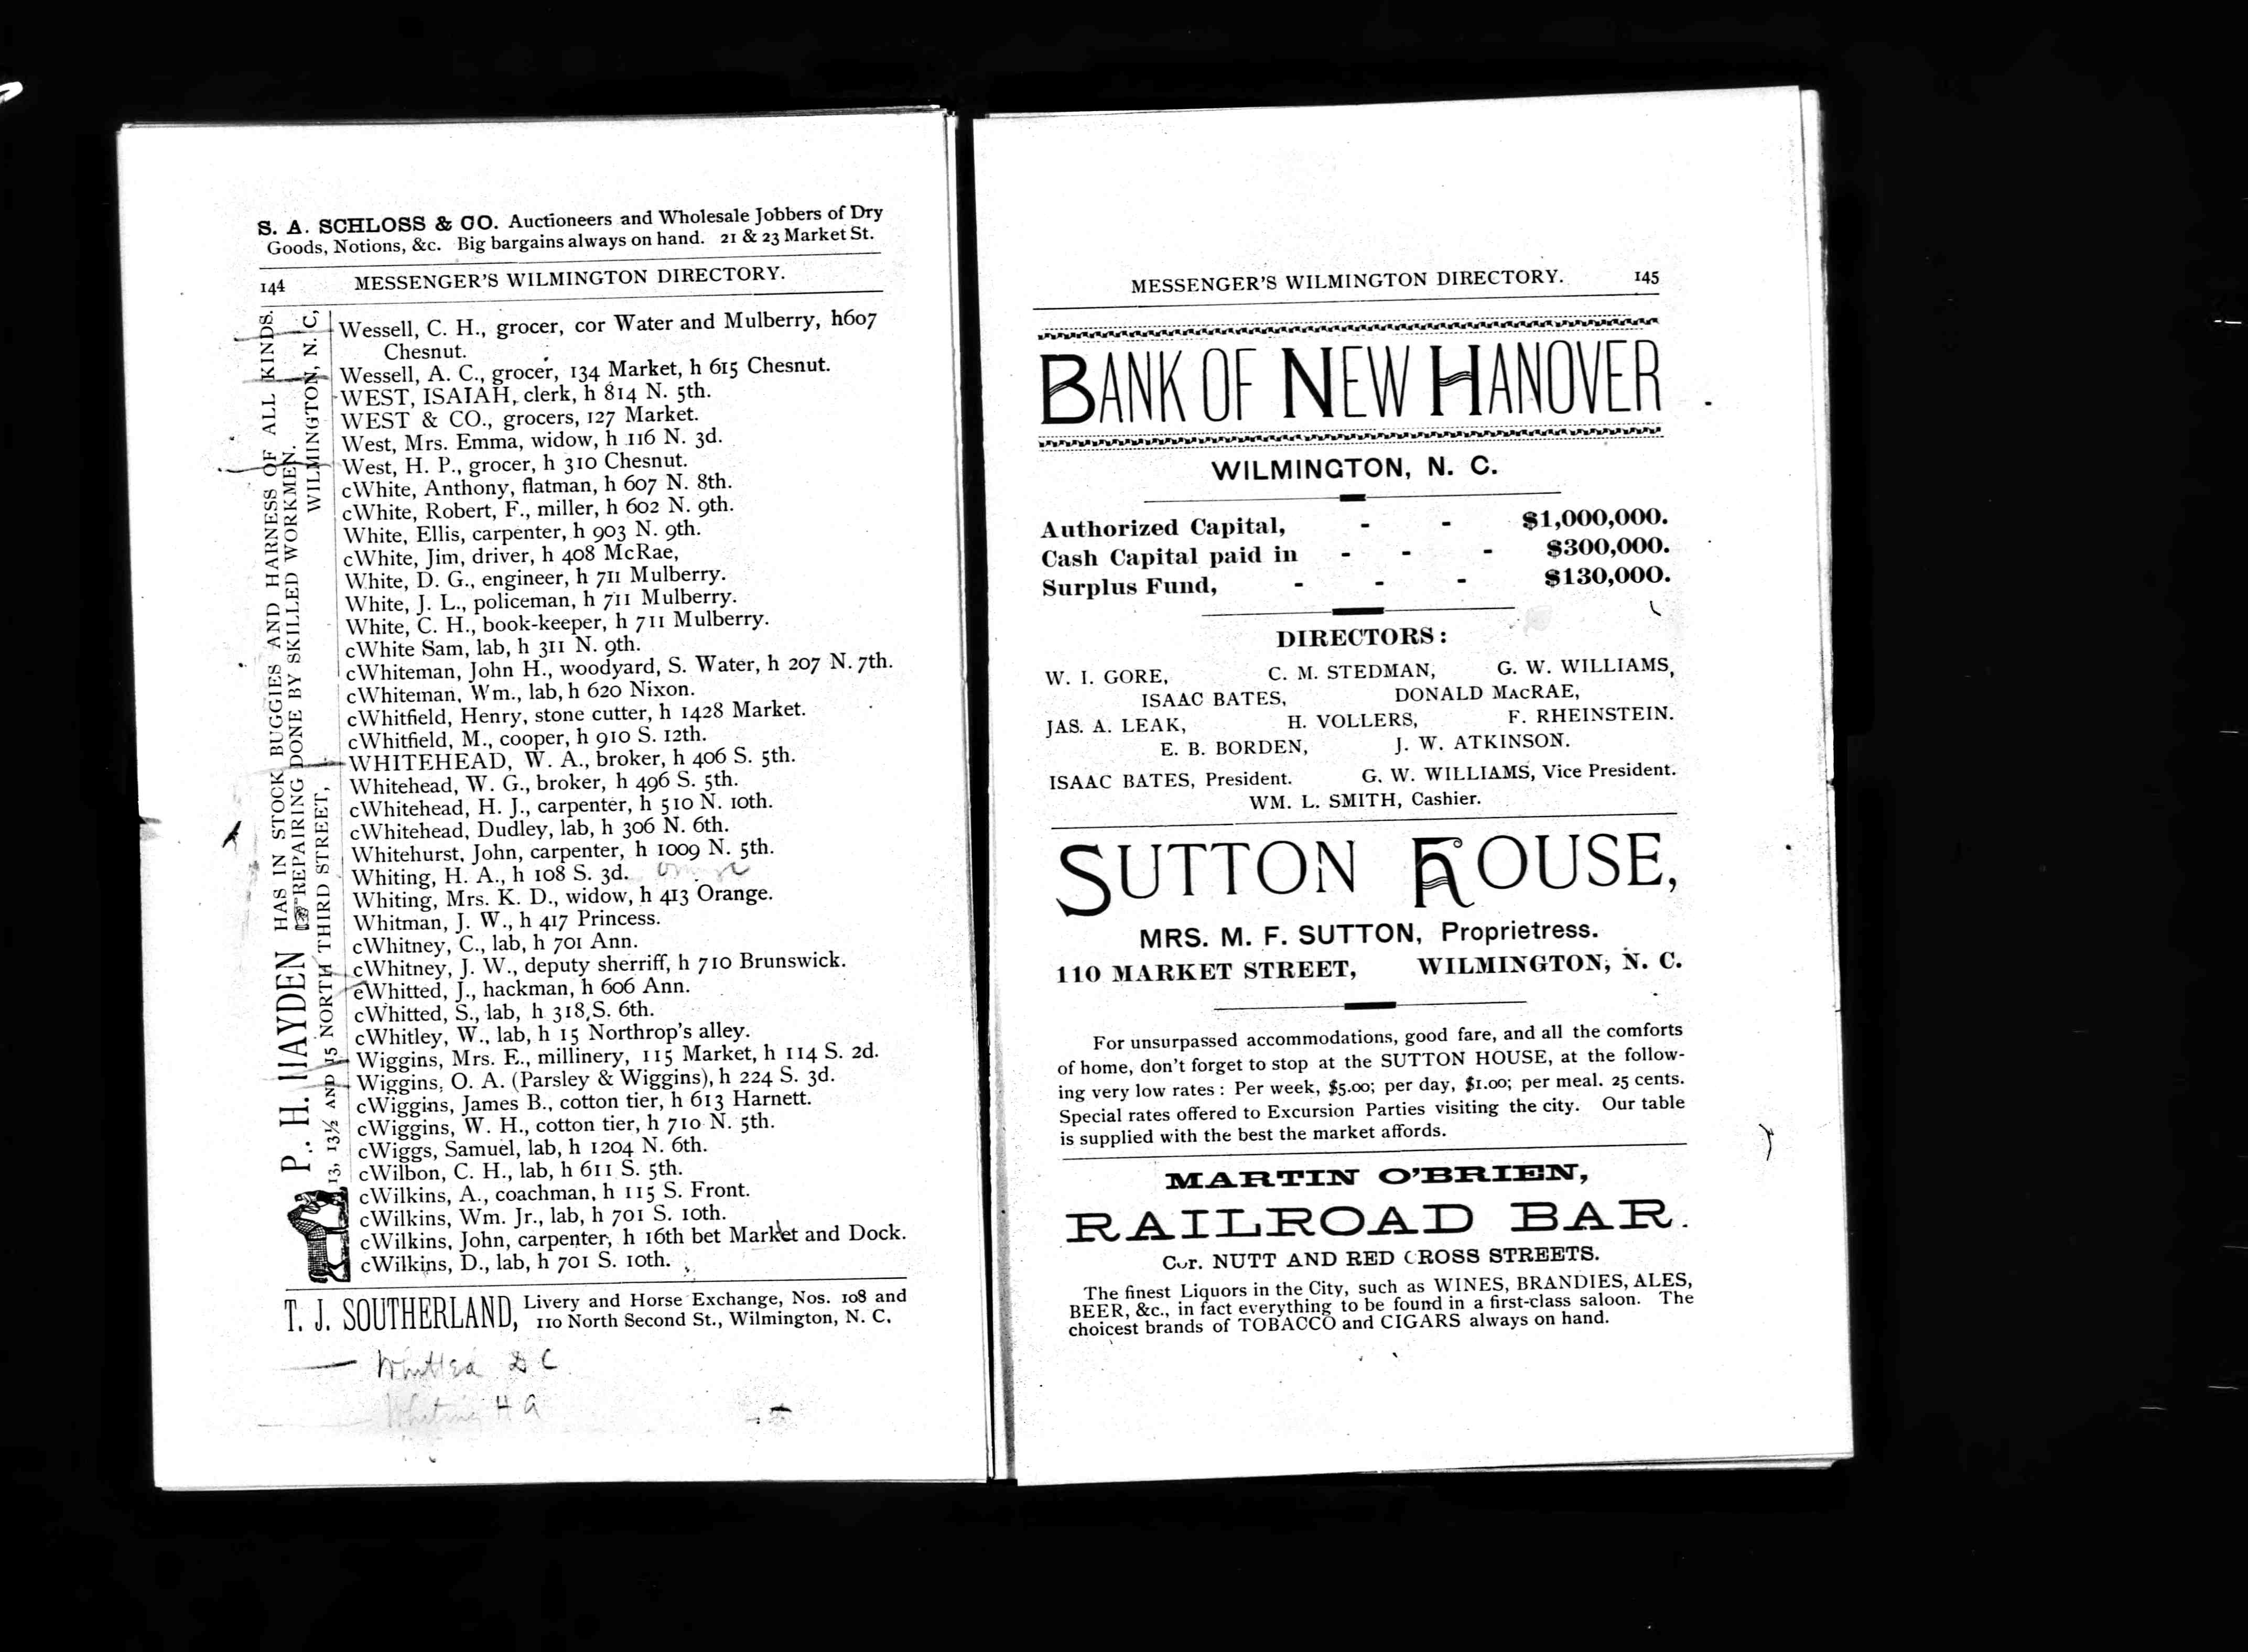 S. A. SCHLOSS & CO. Auctioneers and Wholesale Jobbers of Dry
Goods, Notions, &c. Big bargains always on hand. 21 & 23 Market St.
144 MESSENGER'S WILMINGTON DIRECTORY.
P. H. HAYDEN HAS IN STOCK BUGGIES AND HARNESS OF ALL KINDS.
REPAIRING DONE BY SKILLED WORKMEN.
13, 13½ AND 15 NORTH THIRD STREET, WILMINGTON, N. C,
Wessell, C. H., grocer, cor Water and Mulberry, h607
Chesnut.
Wessell, A. C., grocer, 134 Market, h 615 Chesnut.
WEST, ISAIAH, clerk, h 814 N. 5th.
WEST & CO., grocers, 127 Market.
West, Mrs. Emma, widow, h 116 N. 3d.
West, H. P., grocer, h 310 Chesnut.
cWhite, Anthony, flatman, h 607 N. 8th.
cWhite, Robert, F., miller, h 602 N. 9th.
White, Ellis, carpenter, h 903 N. 9th.
cWhite, Jim, driver, h 408 McRae,
White, D. G., engineer, h 711 Mulberry.
White, J. L., policeman, h 711 Mulberry.
White, C. H., book-keeper, h 711 Mulberry.
cWhite Sam, lab, h 311 N. 9th.
cWhiteman, John H., woodyard, S. Water, h 207 N. 7th.
cWhiteman, Wm., lab, h 620 Nixon.
cWhitfield, Henry, stone cutter, h 1428 Market.
cWhitfield, M., cooper, h 910 S. 12th.
WHITEHEAD, W. A., broker, h 406 S. 5th.
Whitehead, W. G., broker, h 496 S. 5th.
cWhitehead, H. J., carpenter, h 510 N. 10th.
cWhitehead, Dudley, lab, h 306 N. 6th.
Whitehurst, John, carpenter, h 1009 N. 5th.
Whiting, H. A., h 108 S. 3d.
Whiting, Mrs. K. D., widow, h 413 Orange.
Whitman, J. W., h 417 Princess.
cWhitney, C., lab, h 701 Ann.
cWhitney, J. W., deputy sherriff, h 710 Brunswick.
eWhitted, J., hackman, h 606 Ann.
cWhitted, S., lab, h 318 S. 6th.
cWhitley, W., lab, h 15 Northrop's alley.
Wiggins, Mrs. E., millinery, 115 Market, h 114 S. 2d.
Wiggins, O. A. (Parsley & Wiggins), h 224 S. 3d.
cWiggins, James B., cotton tier, h 613 Harnett.
cWiggins, W. H., cotton tier, h 710 N. 5th.
cWiggs, Samuel, lab, h 1204 N. 6th.
cWilbon, C. H., lab, h 611 S. 5th.
cWilkins, A., coachman, h 115 S. Front.
cWilkins, Wm. Jr., lab, h 701 S. 10th.
cWilkins, John, carpenter, h 16th bet Market and Dock.
cWilkins, D., lab, h 701 S. 10th.
T. J. SOUTHERLAND, Livery and Horse Exchange, Nos. 108 and
110 North Second St., Wilmington, N. C.
D C
Whiting H A
MESSENGER'S WILMINGTON DIRECTORY. 145
BANK OF NEW HANOVER
WILMINGTON, N. C.
Authorized Capital, - - $1,000,000.
Cash Capital paid in - - - $300,000.
Surplus Fund, - - - $130,000.
DIRECTORS:
W. I. GORE, C. M. STEDMAN, G. W. WILLIAMS,
ISAAC BATES, DONALD MACRAE,
JAS. A. LEAK, H. VOLLERS, F. RHEINSTEIN.
E. B. BORDEN, J. W. ATKINSON.
ISAAC BATES, President. G. W. WILLIAMS, Vice President.
WM. L. SMITH, Cashier.
SUTTON HOUSE,
MRS. M. F. SUTTON, Proprietress.
110 MARKET STREET, WILMINGTON, N. C.
For unsurpassed accommodations, good fare, and all the comforts
of home, don't forget to stop at the SUTTON HOUSE, at the follow-
ing very low rates: Per week, $5.00; per day, $1.00; per meal. 25 cents.
Special rates offered to Excursion Parties visiting the city. Our table
is supplied with the best the market affords.
MARTIN O'BRIEN,
RAILROAD BAR.
Cor. NUTT AND RED CROSS STREETS.
The finest Liquors in the City, such as WINES, BRANDIES, ALES,
BEER, &c., in fact everything to be found in a first-class saloon. The
choicest brands of TOBACCO and CIGARS always on hand.